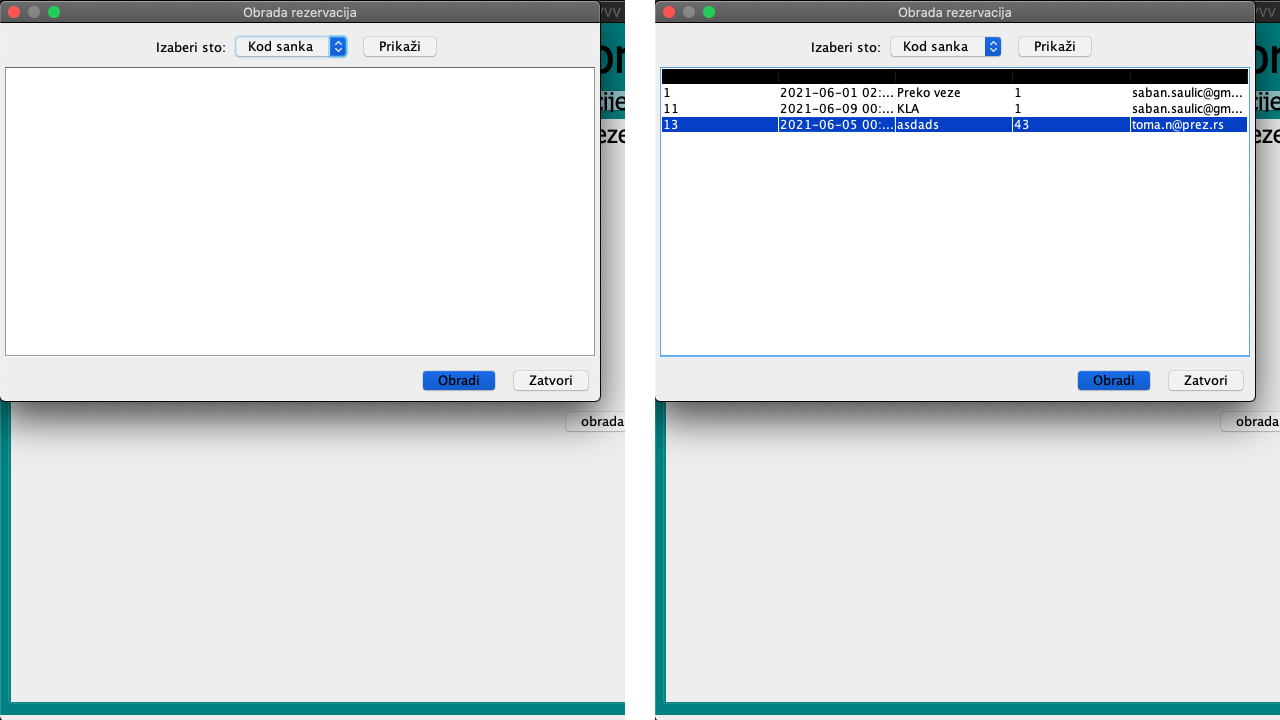 Obrada rezervacija
Izaberi sto: Kod sanka Prikaži
Obradi Zatvori
obrada
Obrada rezervacija
Izaberi sto: Kod sanka Prikaži
1 2021-06-01 02:... Preko veze 1 saban.saulic@gm...
11 2021-06-09 00:... KLA 1 saban.saulic@gm...
13 2021-06-05 00:... asdads 43 toma.n@prez.rs
Obradi Zatvori
obrada